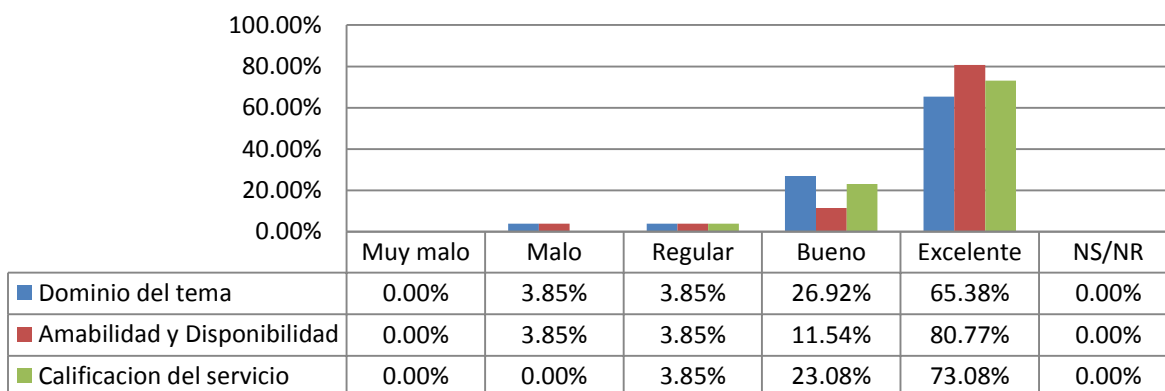 100.00%
80.00%
60.00%
40.00%
20.00%
0.00%
Muy malo Malo Regular Bueno Excelente NS/NR
Dominio del tema 0.00% 3.85% 3.85% 26.92% 65.38% 0.00%
Amabilidad y Disponibilidad 0.00% 3.85% 3.85% 11.54% 80.77% 0.00%
Calificacion del servicio 0.00% 0.00% 3.85% 23.08% 73.08% 0.00%